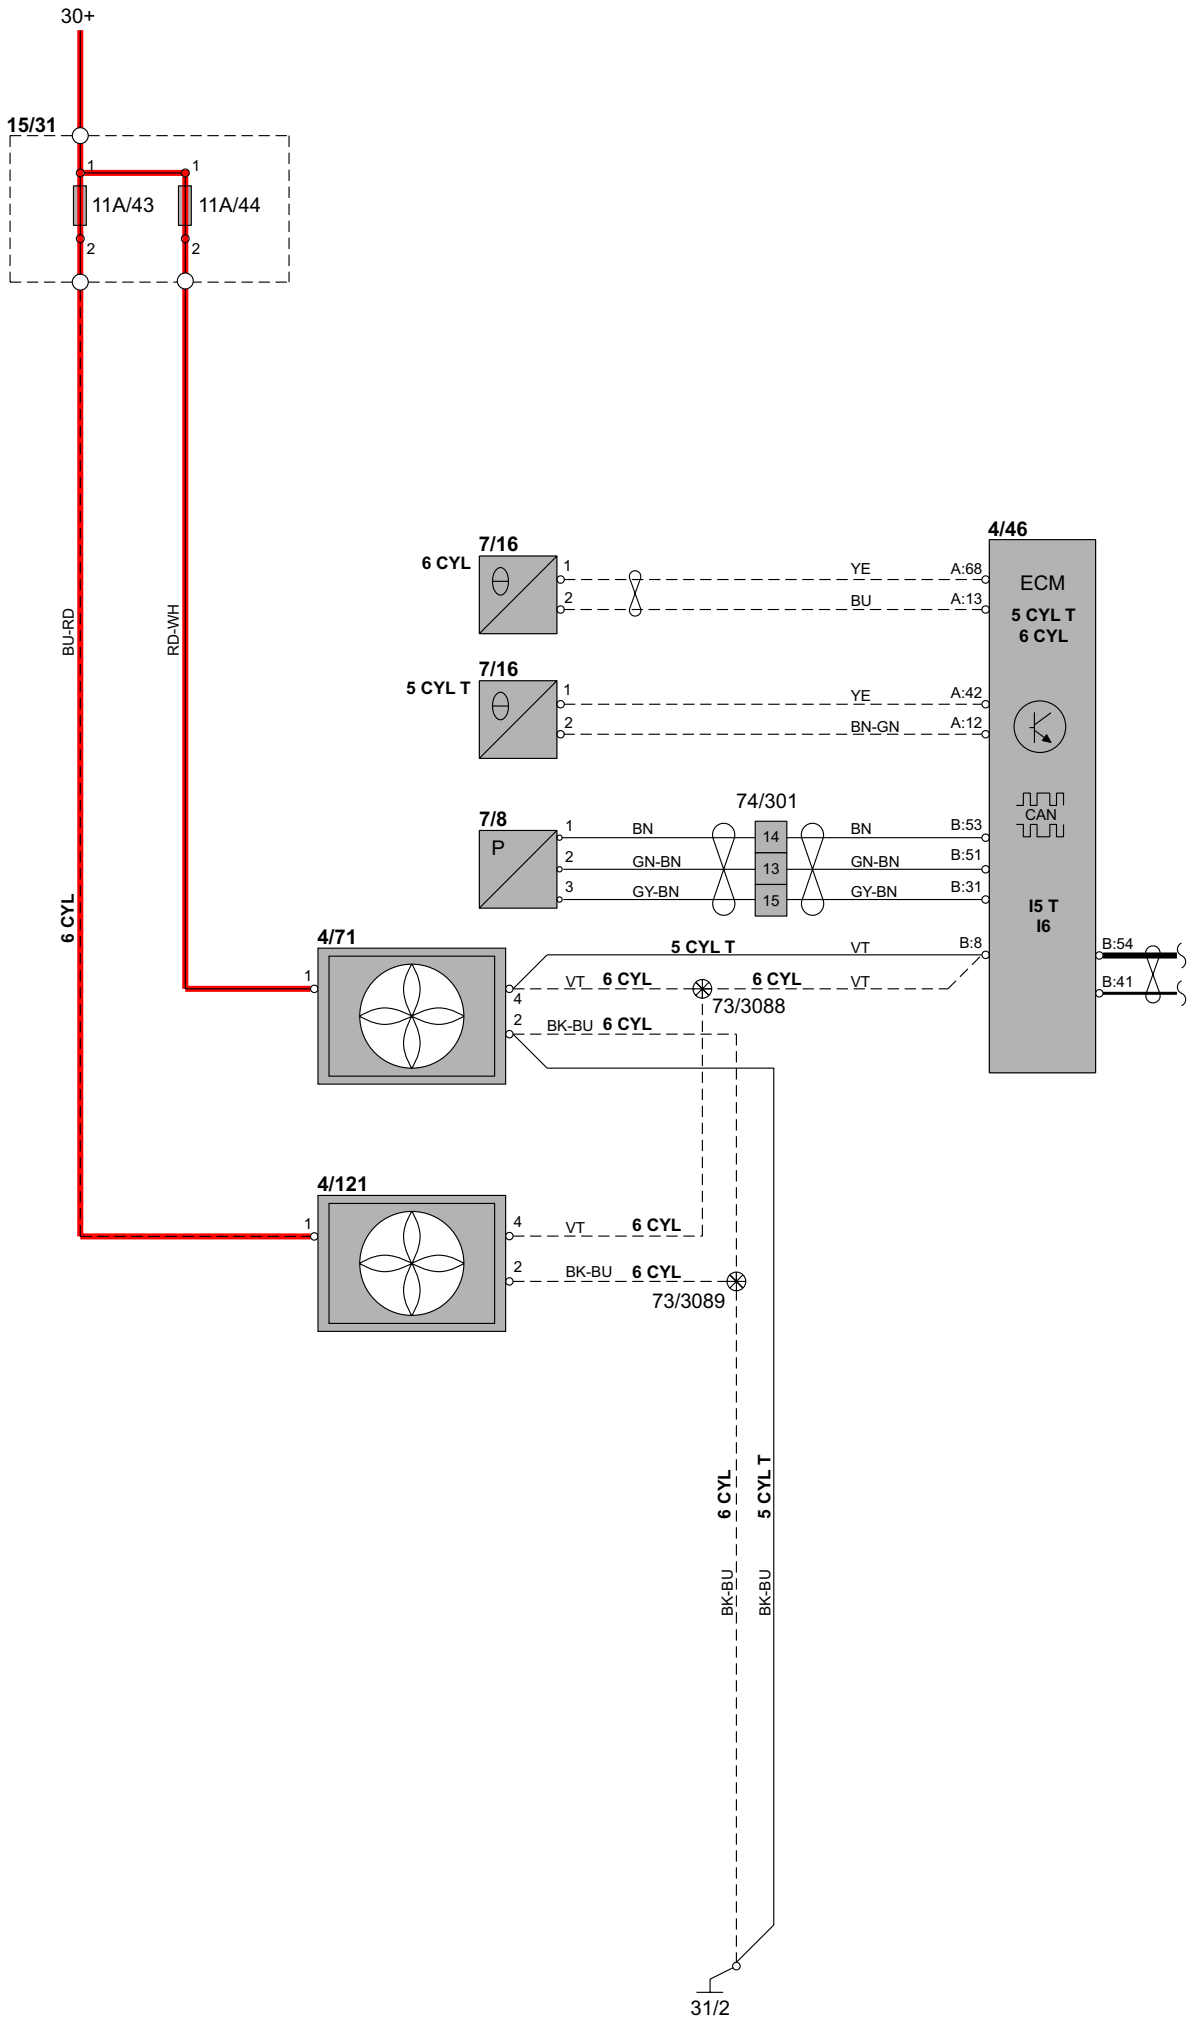 30+
15/31
1
1
11A/43
11A/44
2
2
BU-RD
RD-WH
6 CYL
4/46
7/16
6 CYL
1
YE
A:68
2
BU
A:13
ECM
5 CYL T
6 CYL
7/16
5 CYL T
1
YE
A:42
2
BN-GN
A:12
CAN
74/301
7/8
P
1
BN
14
BN
B:53
2
GN-BN
13
GN-BN
B:51
3
GY-BN
15
GY-BN
B:31
I5 T
I6
4/71
5 CYL T
VT
B:8
B:54
1
VT
6 CYL
6 CYL
VT
B:41
4
73/3088
2
BK-BU
6 CYL
4/121
1
4
VT
6 CYL
2
BK-BU
6 CYL
73/3089
6 CYL
5 CYL T
BK-BU
BK-BU
31/2